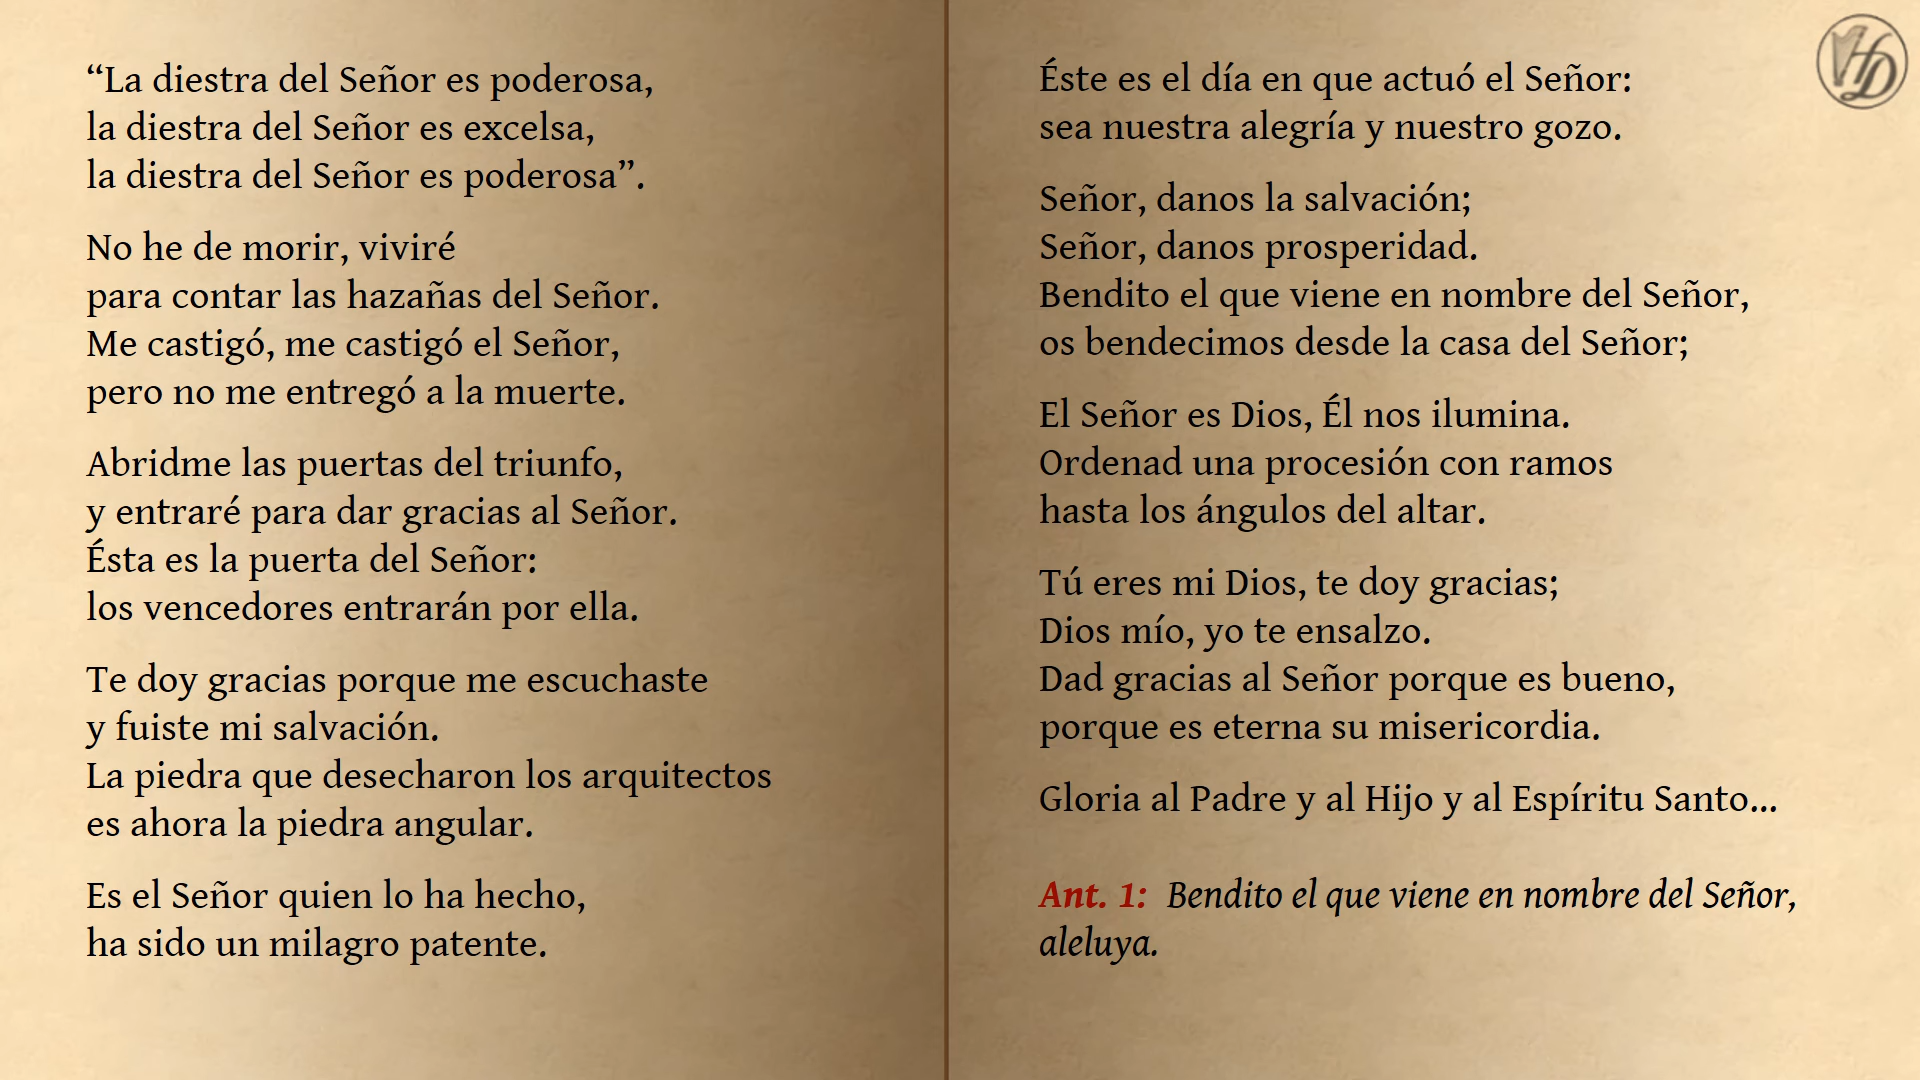 “La diestra del Señor es poderosa,
la diestra del Señor es excelsa,
la diestra del Señor es poderosa”.
No he de morir, viviré
para contar las hazañas del Señor.
Me castigó, me castigó el Señor,
pero no me entregó a la muerte.
Abridme las puertas del triunfo,
y entraré para dar gracias al Señor.
Ésta es la puerta del Señor:
los vencedores entrarán por ella.
Te doy gracias porque me escuchaste
y fuiste mi salvación.
La piedra que desecharon los arquitectos
es ahora la piedra angular.
Es el Señor quien lo ha hecho,
ha sido un milagro patente.
Éste es el día en que actuó el Señor:
sea nuestra alegría y nuestro gozo.
Señor, danos la salvación;
Señor, danos prosperidad.
Bendito el que viene en nombre del Señor,
os bendecimos desde la casa del Señor;
El Señor es Dios, Él nos ilumina.
Ordenad una procesión con ramos
hasta los ángulos del altar.
Tú eres mi Dios, te doy gracias;
Dios mío, yo te ensalzo.
Dad gracias al Señor porque es bueno,
porque es eterna su misericordia.
Gloria al Padre y al Hijo y al Espíritu Santo...
Ant. 1: Bendito el que viene en nombre del Señor,
aleluya.
HD